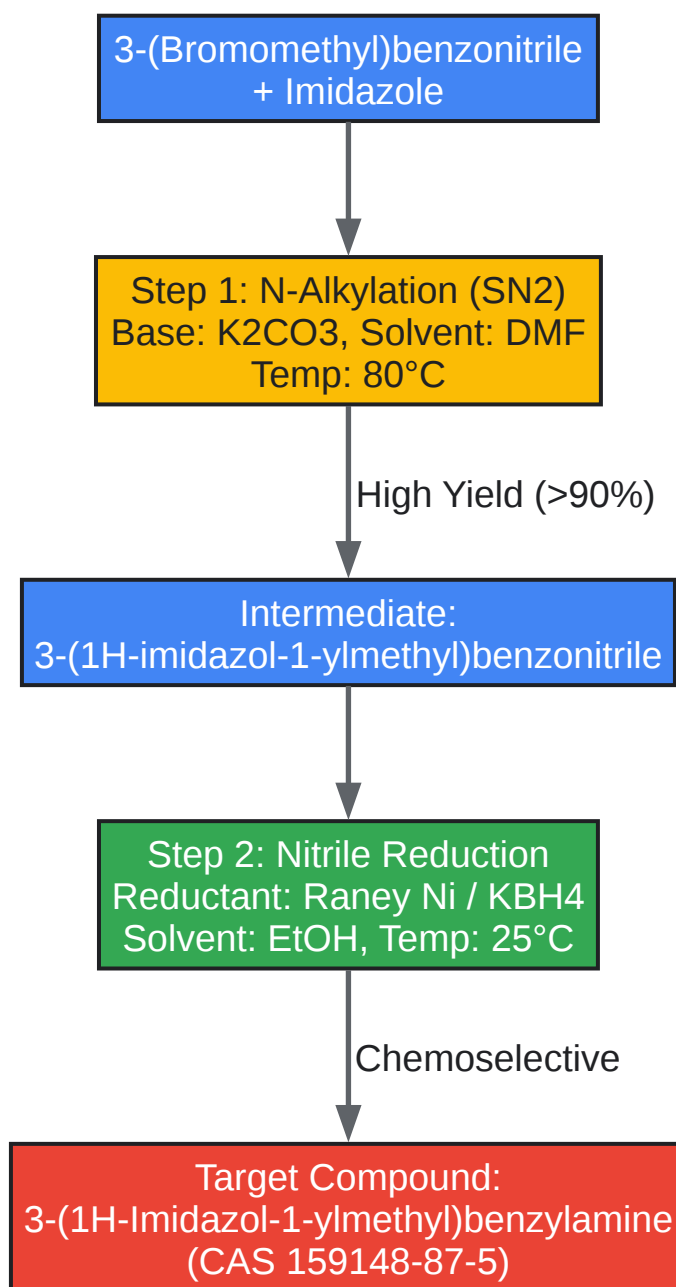 3-(Bromomethyl)benzonitrile
+ Imidazole
Step 1: N-Alkylation (SN2)
Base: K2CO3, Solvent: DMF
Temp: 80°C
High Yield (>90%)
Intermediate:
3-(1H-imidazol-1-ylmethyl)benzonitrile
Step 2: Nitrile Reduction
Reductant: Raney Ni / KBH4
Solvent: EtOH, Temp: 25°C
Chemoselective
Target Compound:
3-(1H-Imidazol-1-ylmethyl)benzylamine
(CAS 159148-87-5)